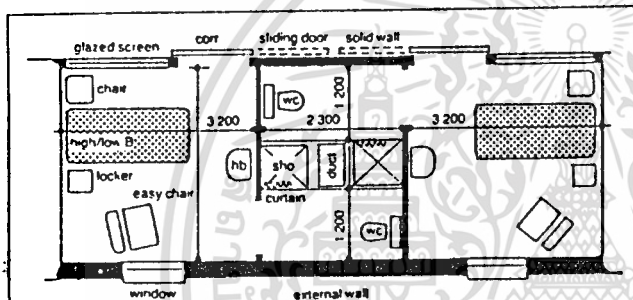 glazed screen
corr
sliding door
solid wall
chair
wc
1 200
3 200
2 300
3 200
high/low B
hb
sho
duct
locker
curtain
easy chair
1 200
wc
window
external wall